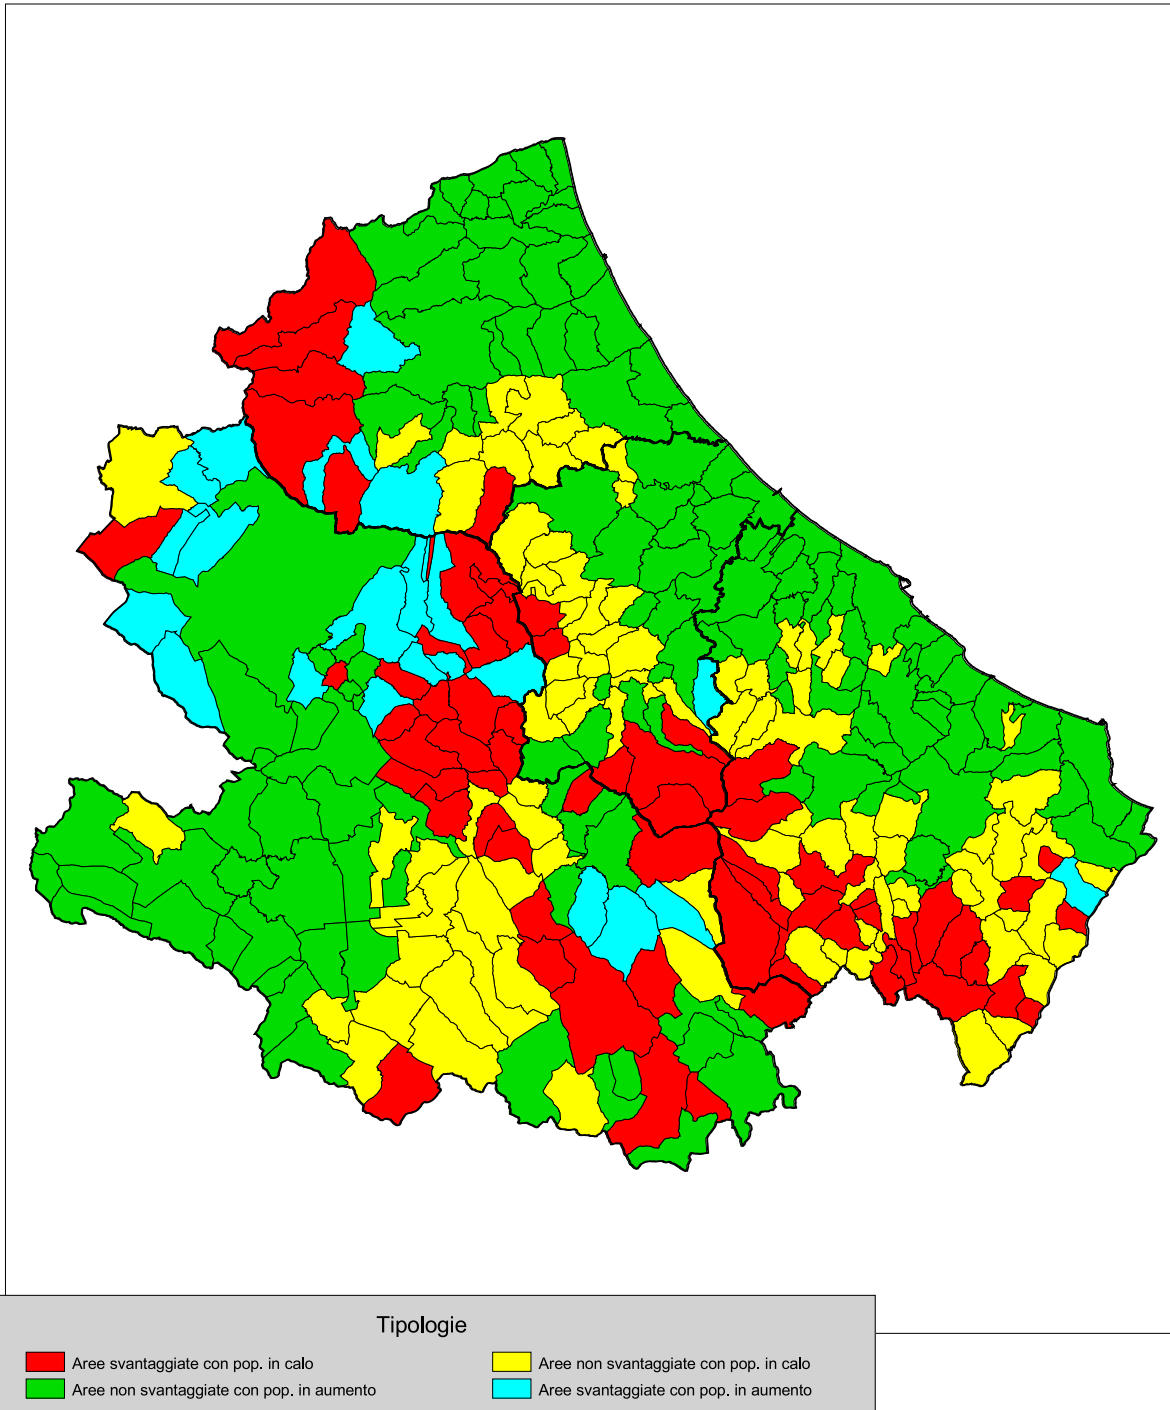 Tipologie
Aree svantaggiate con pop. in calo
Aree non svantaggiate con pop. in calo
Aree non svantaggiate con pop. in aumento
Aree svantaggiate con pop. in aumento